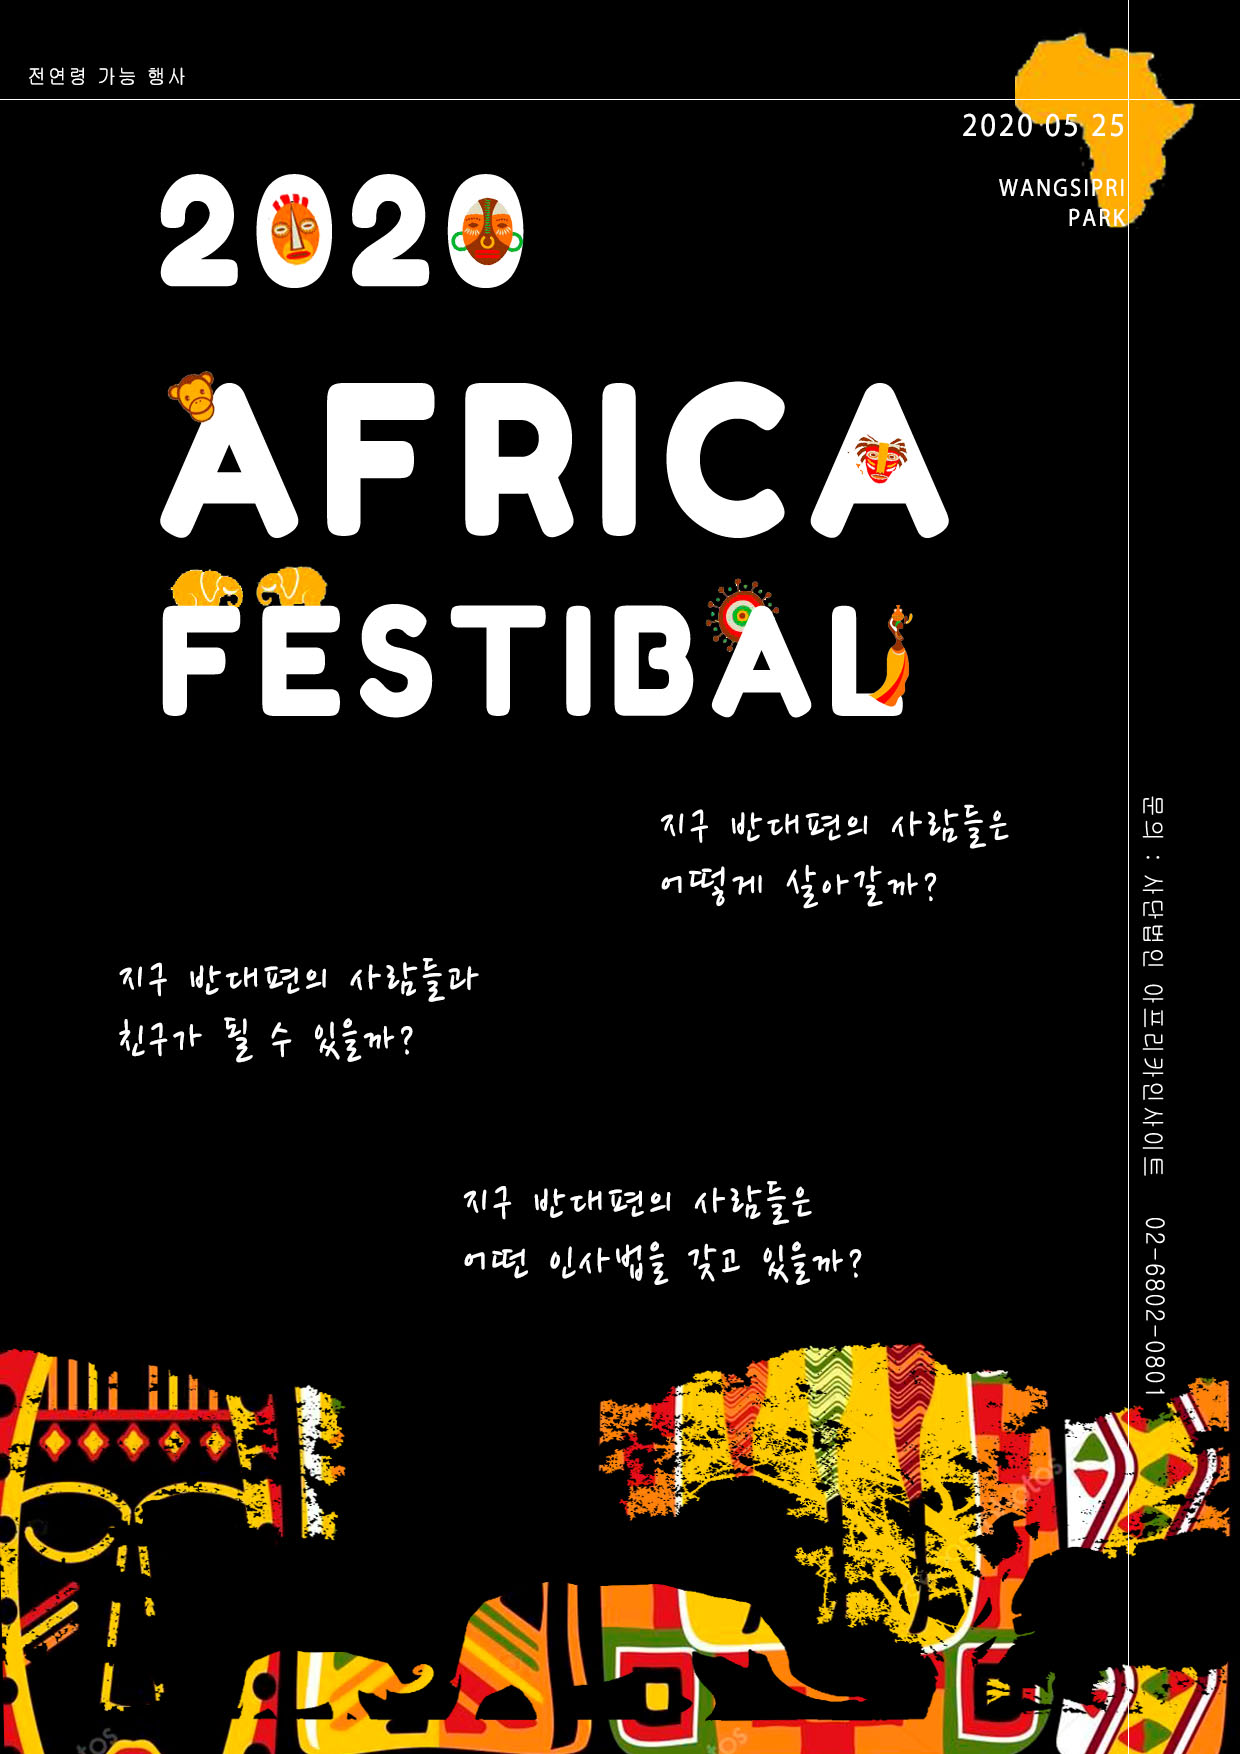 전연령 가능 행사
2020 05 25
WANGSIPRI
PARK
2020
AFRICA
FESTIBAL
지구 반대편의 사람들은
어떻게 살아갈까?
지구 반대편의 사람들과
친구가 될 수 있을까?
지구 반대편의 사람들은
어떤 인사법을 갖고 있을까?
문의 : 사단법인 아프리카인사이트 02-6802-0801